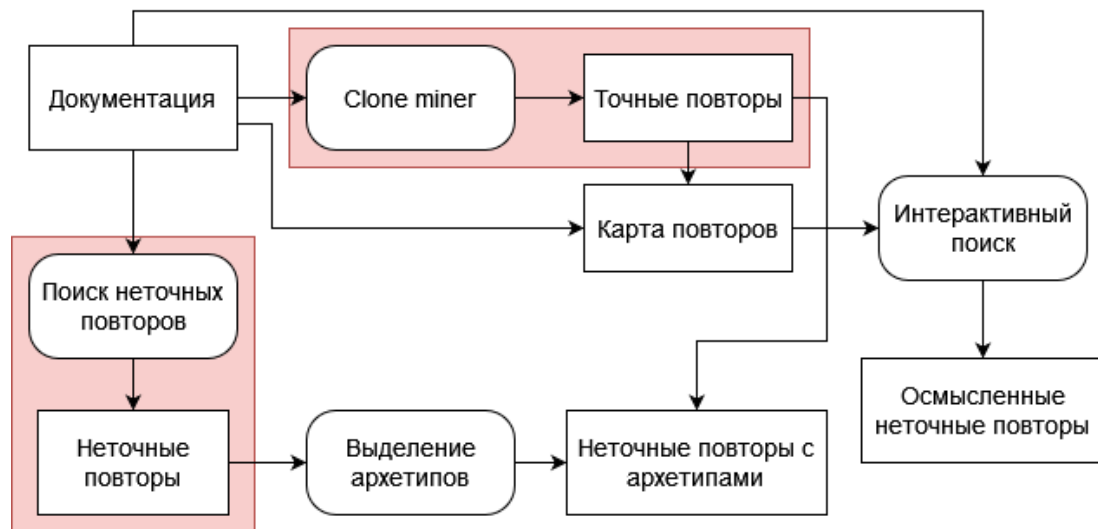 Документация
Clone miner
Точные повторы
Карта повторов
Интерактивный
поиск
Поиск неточных
повторов
Неточные
повторы
Выделение
архетипов
Неточные повторы с
архетипами
Осмысленные
неточные повторы